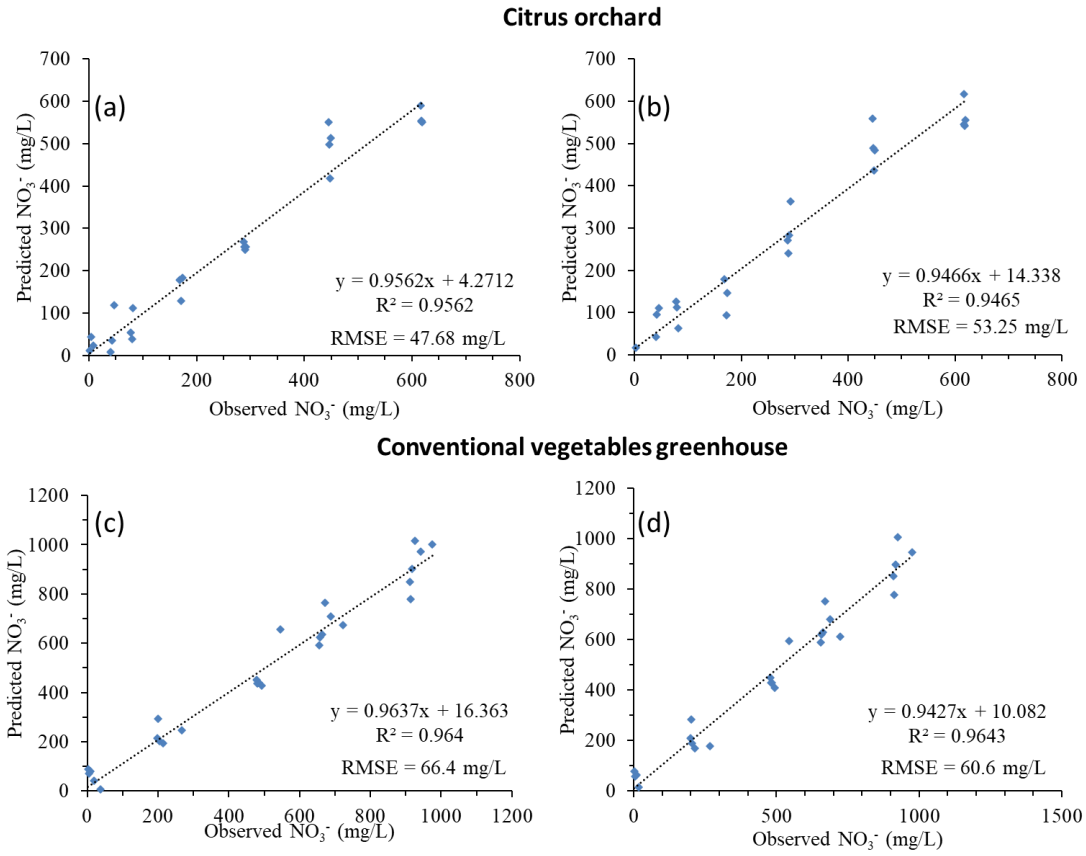 Citrus orchard
(a)
Predicted NO₃⁻ (mg/L)
700
600
500
400
300
200
100
0
y = 0.9562x + 4.2712
R² = 0.9562
RMSE = 47.68 mg/L
0 200 400 600 800
Observed NO₃⁻ (mg/L)
(b)
Predicted NO₃⁻ (mg/L)
700
600
500
400
300
200
100
0
y = 0.9466x + 14.338
R² = 0.9465
RMSE = 53.25 mg/L
0 200 400 600 800
Observed NO₃⁻ (mg/L)
Conventional vegetables greenhouse
(c)
Predicted NO₃⁻ (mg/L)
1200
1000
800
600
400
200
0
y = 0.9637x + 16.363
R² = 0.964
RMSE = 66.4 mg/L
0 200 400 600 800 1000 1200
Observed NO₃⁻ (mg/L)
(d)
Predicted NO₃⁻ (mg/L)
1200
1000
800
600
400
200
0
y = 0.9427x + 10.082
R² = 0.9643
RMSE = 60.6 mg/L
0 500 1000 1500
Observed NO₃⁻ (mg/L)